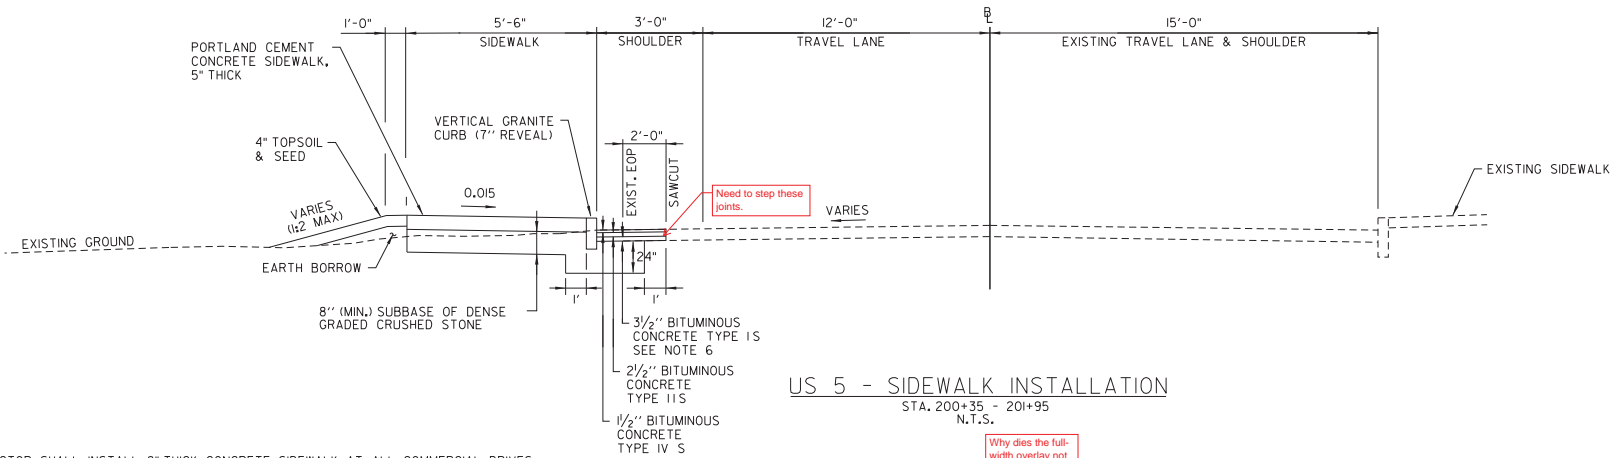 1'-0"
5'-6"
3'-0"
12'-0"
BL
15'-0"
SIDEWALK
SHOULDER
TRAVEL LANE
EXISTING TRAVEL LANE & SHOULDER
PORTLAND CEMENT
CONCRETE SIDEWALK,
5" THICK
VERTICAL GRANITE
CURB (7'' REVEAL)
2'-0"
4" TOPSOIL
& SEED
EXIST. EOP
SAWCUT
EXISTING SIDEWALK
0.015
Need to step these
joints.
VARIES
(1:2 MAX)
VARIES
EXISTING GROUND
EARTH BORROW
24"
1'
1'
8'' (MIN.) SUBBASE OF DENSE
GRADED CRUSHED STONE
3½'' BITUMINOUS
CONCRETE TYPE IS
SEE NOTE 6
2½'' BITUMINOUS
CONCRETE
TYPE IIS
1½'' BITUMINOUS
CONCRETE
TYPE IV S
US 5 - SIDEWALK INSTALLATION
STA. 200+35 - 201+95
N.T.S.
Why dies the full-
width overlay not